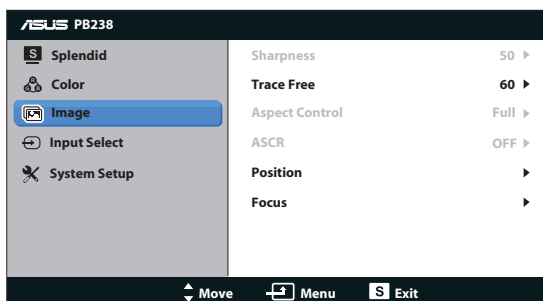 ASUS PB238
S Splendid
Color
Image
Input Select
System Setup
Sharpness 50
Trace Free 60
Aspect Control Full
ASCR OFF
Position
Focus
Move Menu S Exit